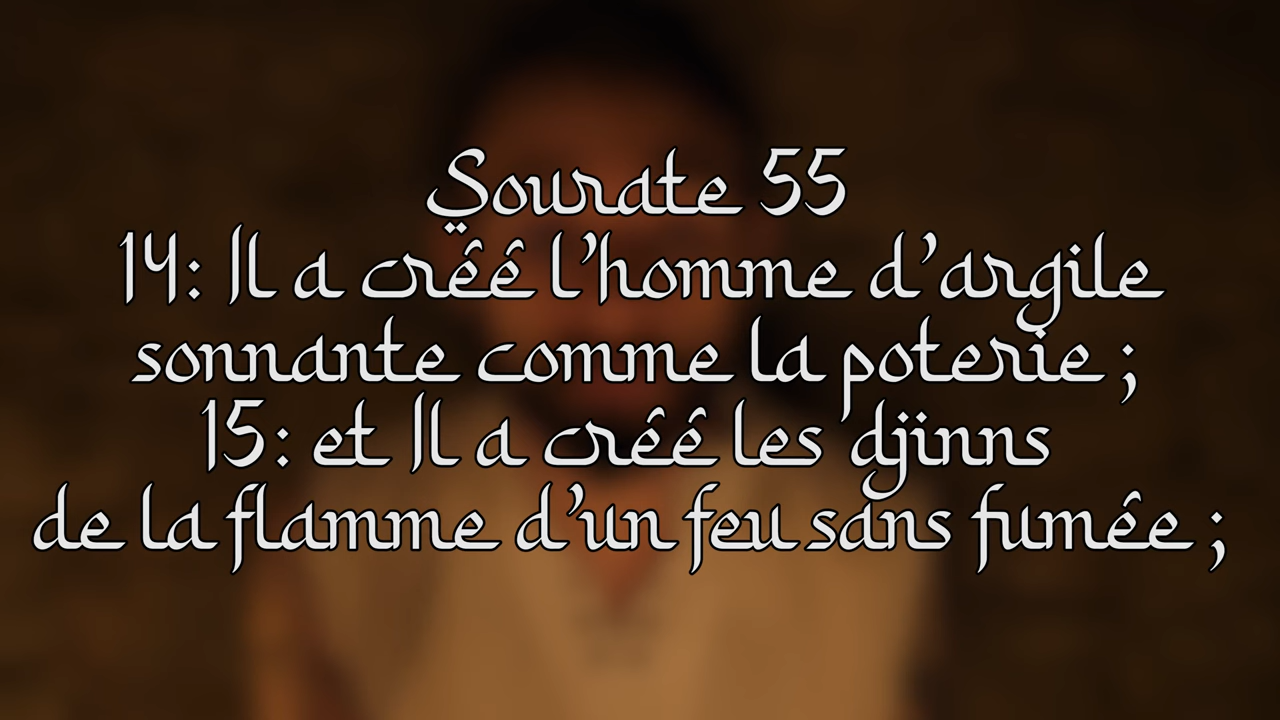 Sourate 55
14: Il a créé l'homme d'argile
sonnante comme la poterie ;
15: et Il a créé les djinns
de la flamme d'un feu sans fumée ;